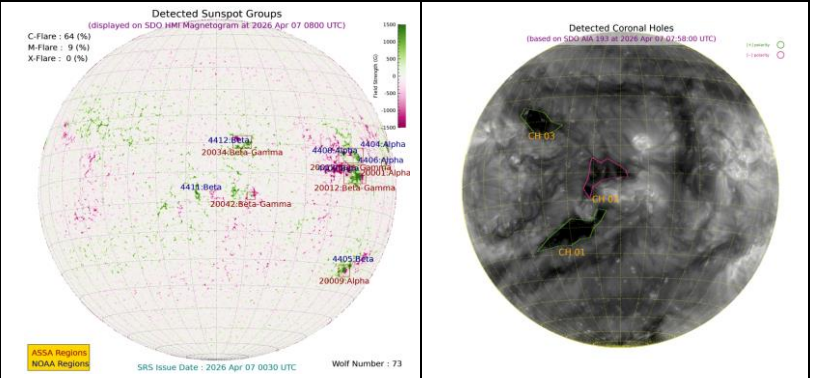 Detected Sunspot Groups
(displayed on SDO HMI Magnetogram at 2026 Apr 07 0800 UTC)
C-Flare : 64 (%)
M-Flare : 9 (%)
X-Flare : 0 (%)
1500
1000
500
0
-500
-1000
-1500
Field Strength (G)
4412:Beta
20034:Beta-Gamma
4404:Alpha
4408:Alpha
4406:Alpha
20001:Alpha
20012:Beta-Gamma
4411:Beta
20042:Beta-Gamma
4405:Beta
20009:Alpha
ASSA Regions
NOAA Regions
SRS Issue Date : 2026 Apr 07 0030 UTC
Wolf Number : 73
Detected Coronal Holes
(based on SDO AIA 193 at 2026 Apr 07 07:58:00 UTC)
(+) polarity
(-) polarity
CH 03
CH
CH 01